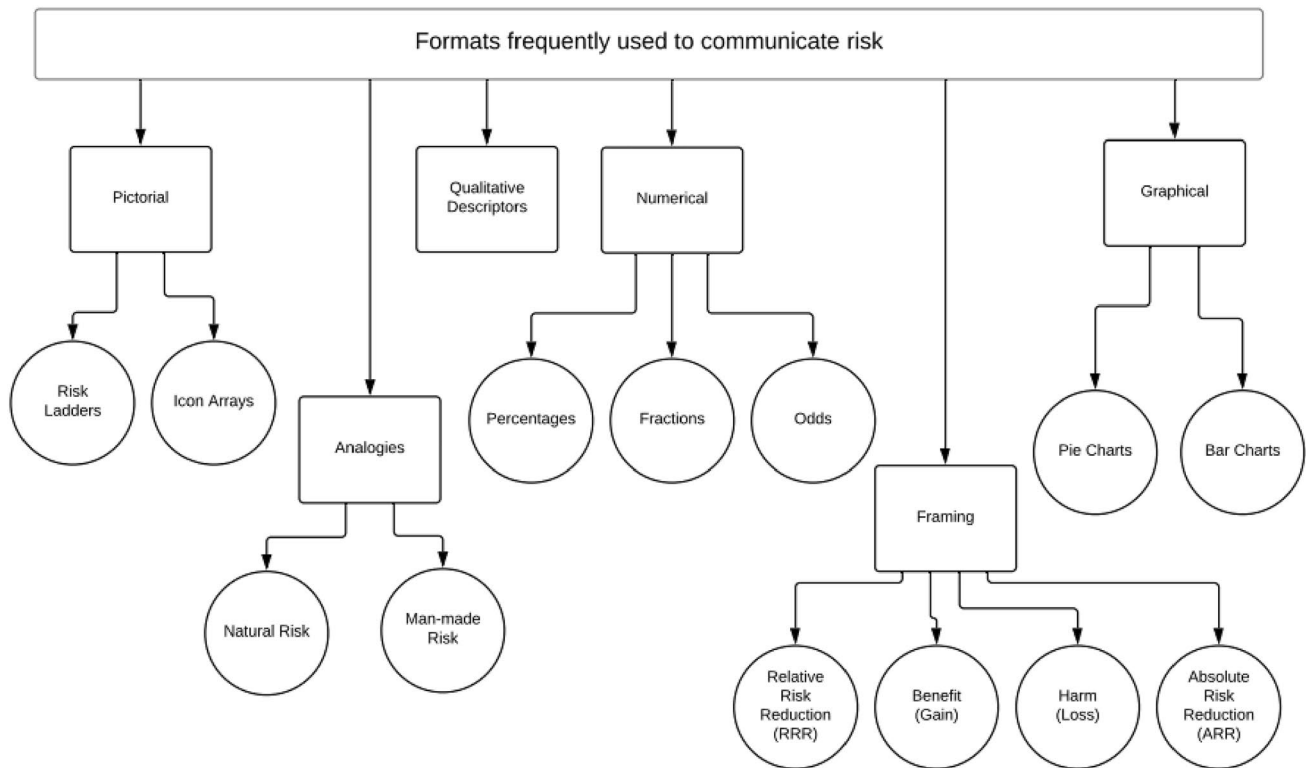 Formats frequently used to communicate risk
Pictorial
Qualitative
Descriptors
Numerical
Graphical
Risk
Ladders
Icon Arrays
Analogies
Percentages
Fractions
Odds
Pie Charts
Bar Charts
Framing
Natural Risk
Man-made
Risk
Relative
Risk
Reduction
(RRR)
Benefit
(Gain)
Harm
(Loss)
Absolute
Risk
Reduction
(ARR)